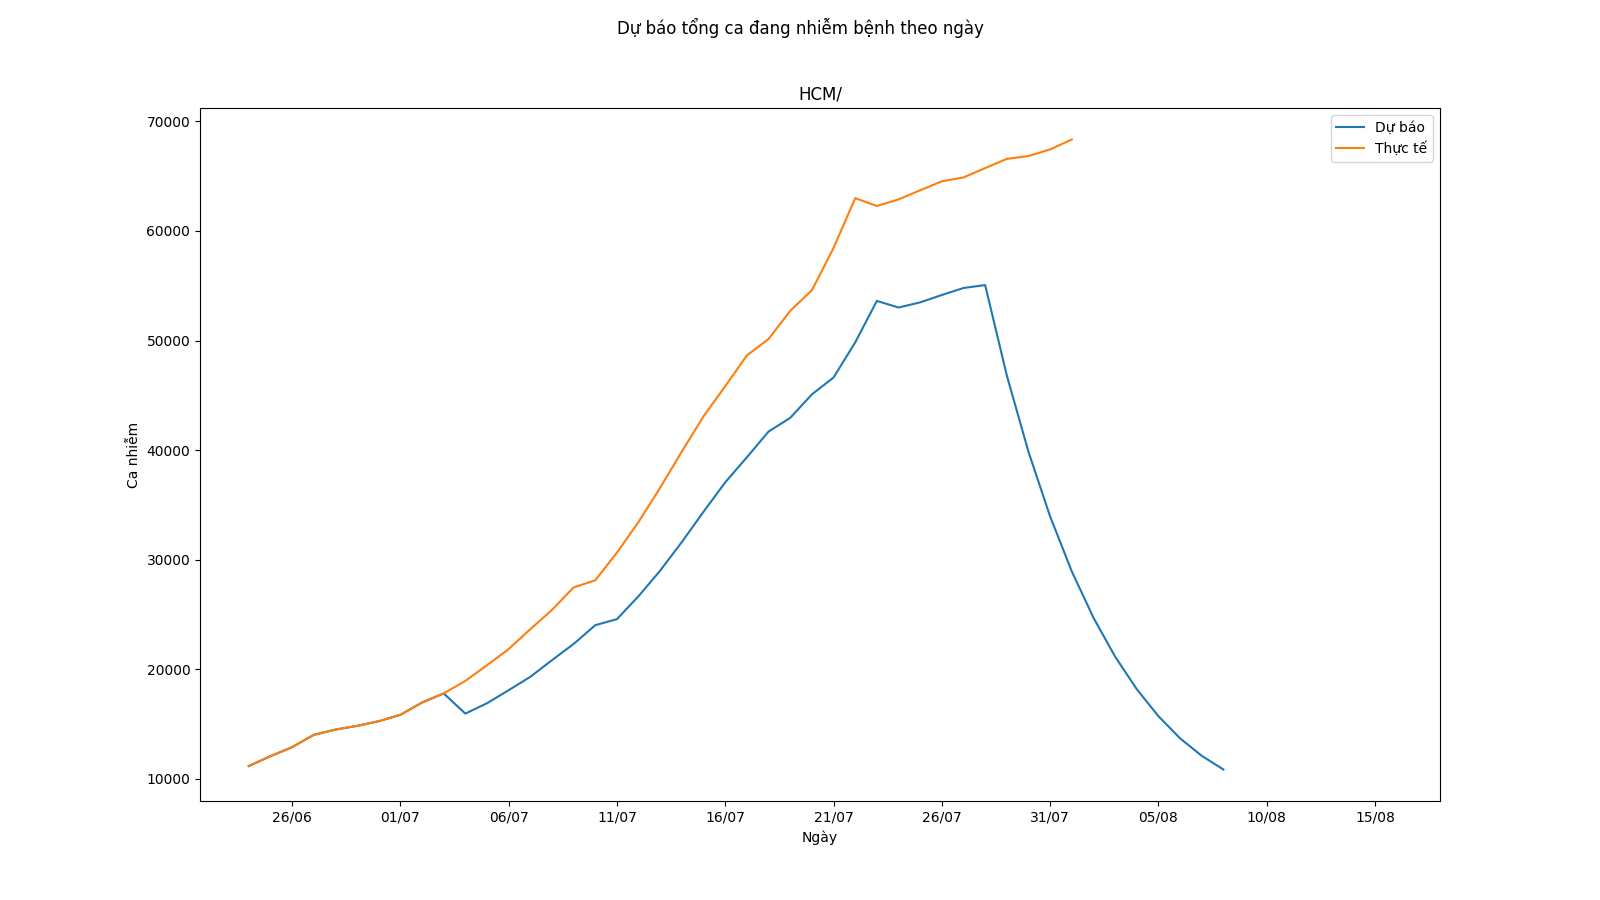 Dự báo tổng ca đang nhiễm bệnh theo ngày
HCM/
70000
60000
50000
40000
30000
20000
10000
Ca nhiễm
Dự báo
Thực tế
26/06 01/07 06/07 11/07 16/07 21/07 26/07 31/07 05/08 10/08 15/08
Ngày